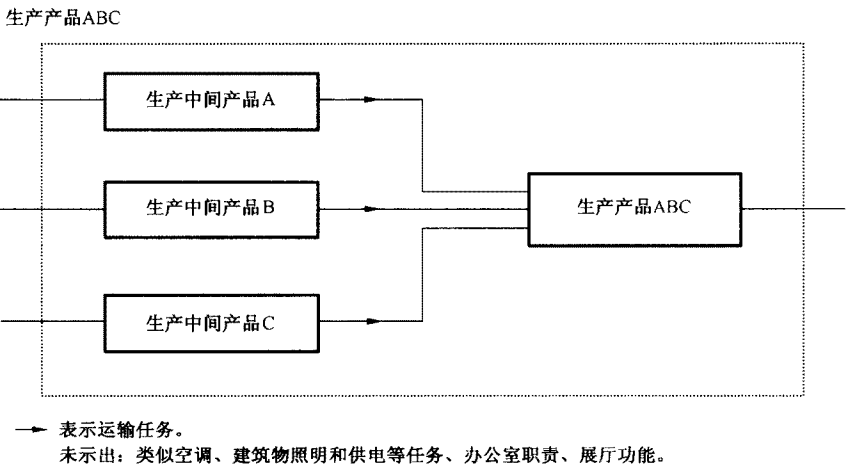 生产产品ABC
生产中间产品A
生产中间产品B
生产产品ABC
生产中间产品C
表示运输任务。
未示出：类似空调、建筑物照明和供电等任务、办公室职责、展厅功能。